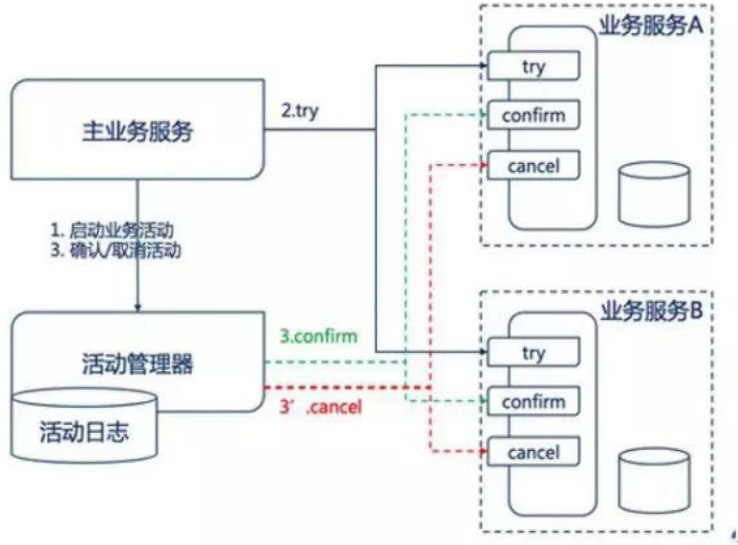 业务服务A
try
主业务服务
2.try
confirm
cancel
1. 启动业务活动
3. 确认/取消活动
业务服务B
3.confirm
活动管理器
try
3’ .cancel
confirm
活动日志
cancel